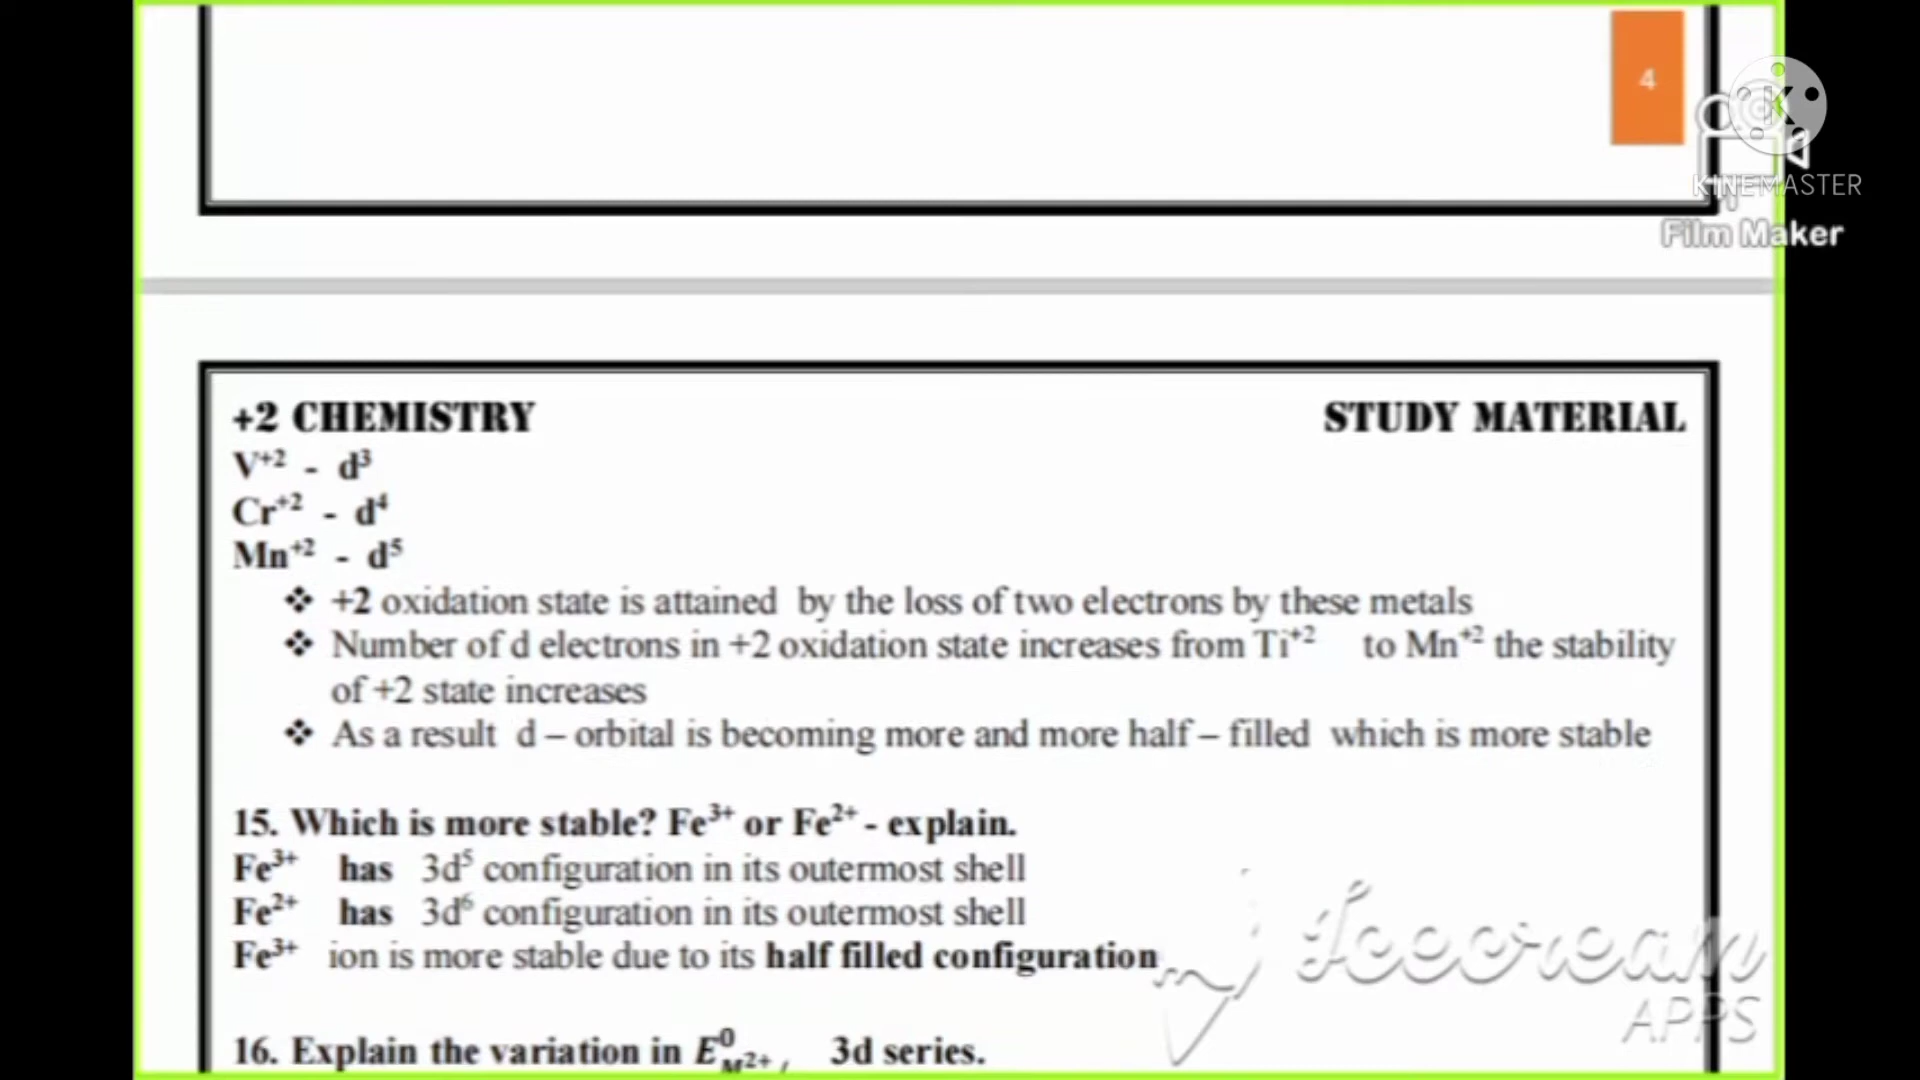 4
KINEMASTER
Film Maker
+2 CHEMISTRY STUDY MATERIAL
V⁺² - d³
Cr⁺² - d⁴
Mn⁺² - d⁵
❖ +2 oxidation state is attained by the loss of two electrons by these metals
❖ Number of d electrons in +2 oxidation state increases from Ti⁺² to Mn⁺² the stability
of +2 state increases
❖ As a result d – orbital is becoming more and more half – filled which is more stable
15. Which is more stable? Fe³⁺ or Fe²⁺ - explain.
Fe³⁺ has 3d⁵ configuration in its outermost shell
Fe²⁺ has 3d⁶ configuration in its outermost shell
Fe³⁺ ion is more stable due to its half filled configuration
Icecream
APPS
16. Explain the variation in E⁰ M²⁺/ 3d series.